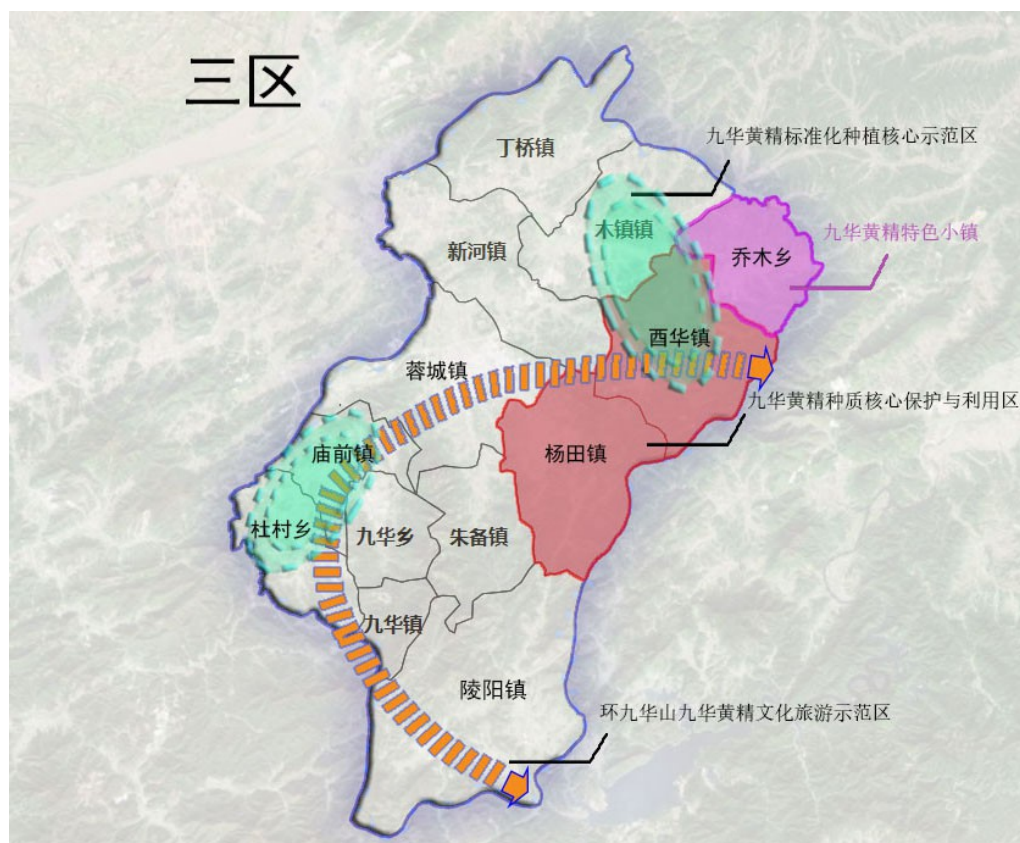 三区
丁桥镇
九华黄精标准化种植核心示范区
木镇镇
新河镇
乔木乡
九华黄精特色小镇
酉华镇
蓉城镇
九华黄精种质核心保护与利用区
庙前镇
杨田镇
杜村乡
九华乡
朱备镇
九华镇
陵阳镇
环九华山九华黄精文化旅游示范区